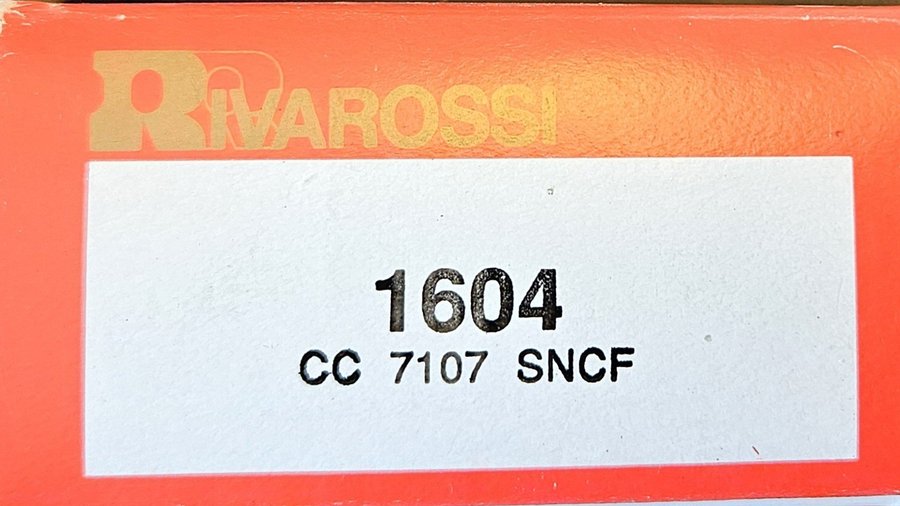 RIVAROSSI
1604
CC 7107 SNCF